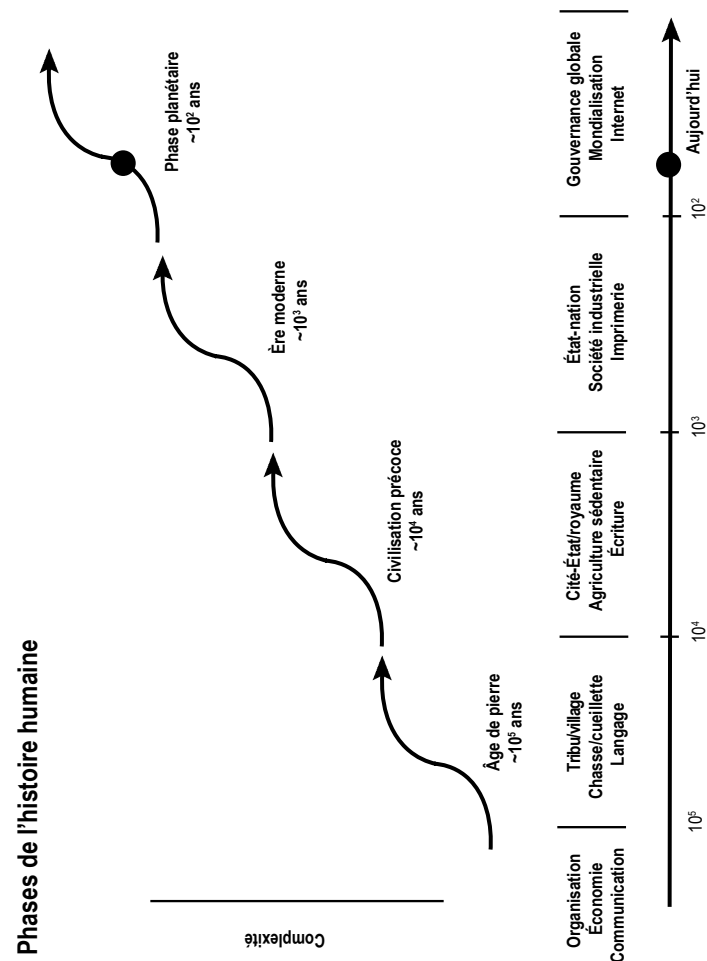 Phases de l'histoire humaine
Complexité
Âge de pierre
~10⁵ ans
Civilisation précoce
~10⁴ ans
Ère moderne
~10³ ans
Phase planétaire
~10² ans
Organisation
Économie
Communication
Tribu/village
Chasse/cueillette
Langage
Cité-État/royaume
Agriculture sédentaire
Écriture
État-nation
Société industrielle
Imprimerie
Gouvernance globale
Mondialisation
Internet
10⁵
10⁴
10³
10²
Aujourd'hui